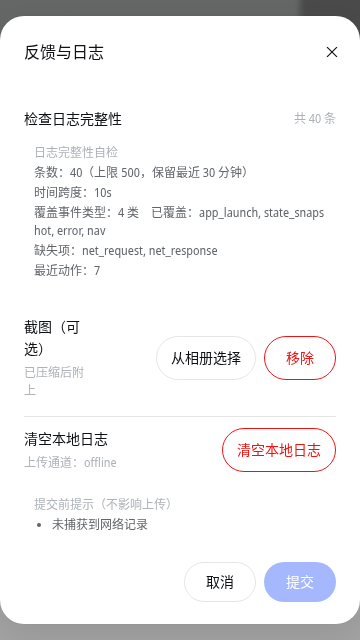 反馈与日志
检查日志完整性
共 40 条
日志完整性自检
条数：40（上限 500，保留最近 30 分钟）
时间跨度：10s
覆盖事件类型：4 类　已覆盖：app_launch, state_snaps
hot, error, nav
缺失项：net_request, net_response
最近动作：7
截图（可
选）
已压缩后附
上
从相册选择
移除
清空本地日志
上传通道：offline
清空本地日志
提交前提示（不影响上传）
• 未捕获到网络记录
取消
提交